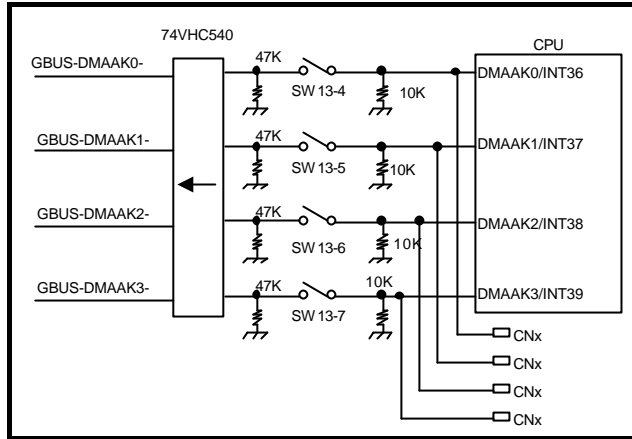 74VHC540
CPU
GBUS-DMAAK0-
47K
SW 13-4
10K
DMAAK0/INT36
GBUS-DMAAK1-
47K
SW 13-5
10K
DMAAK1/INT37
GBUS-DMAAK2-
47K
SW 13-6
10K
DMAAK2/INT38
GBUS-DMAAK3-
47K
SW 13-7
10K
DMAAK3/INT39
CNx
CNx
CNx
CNx